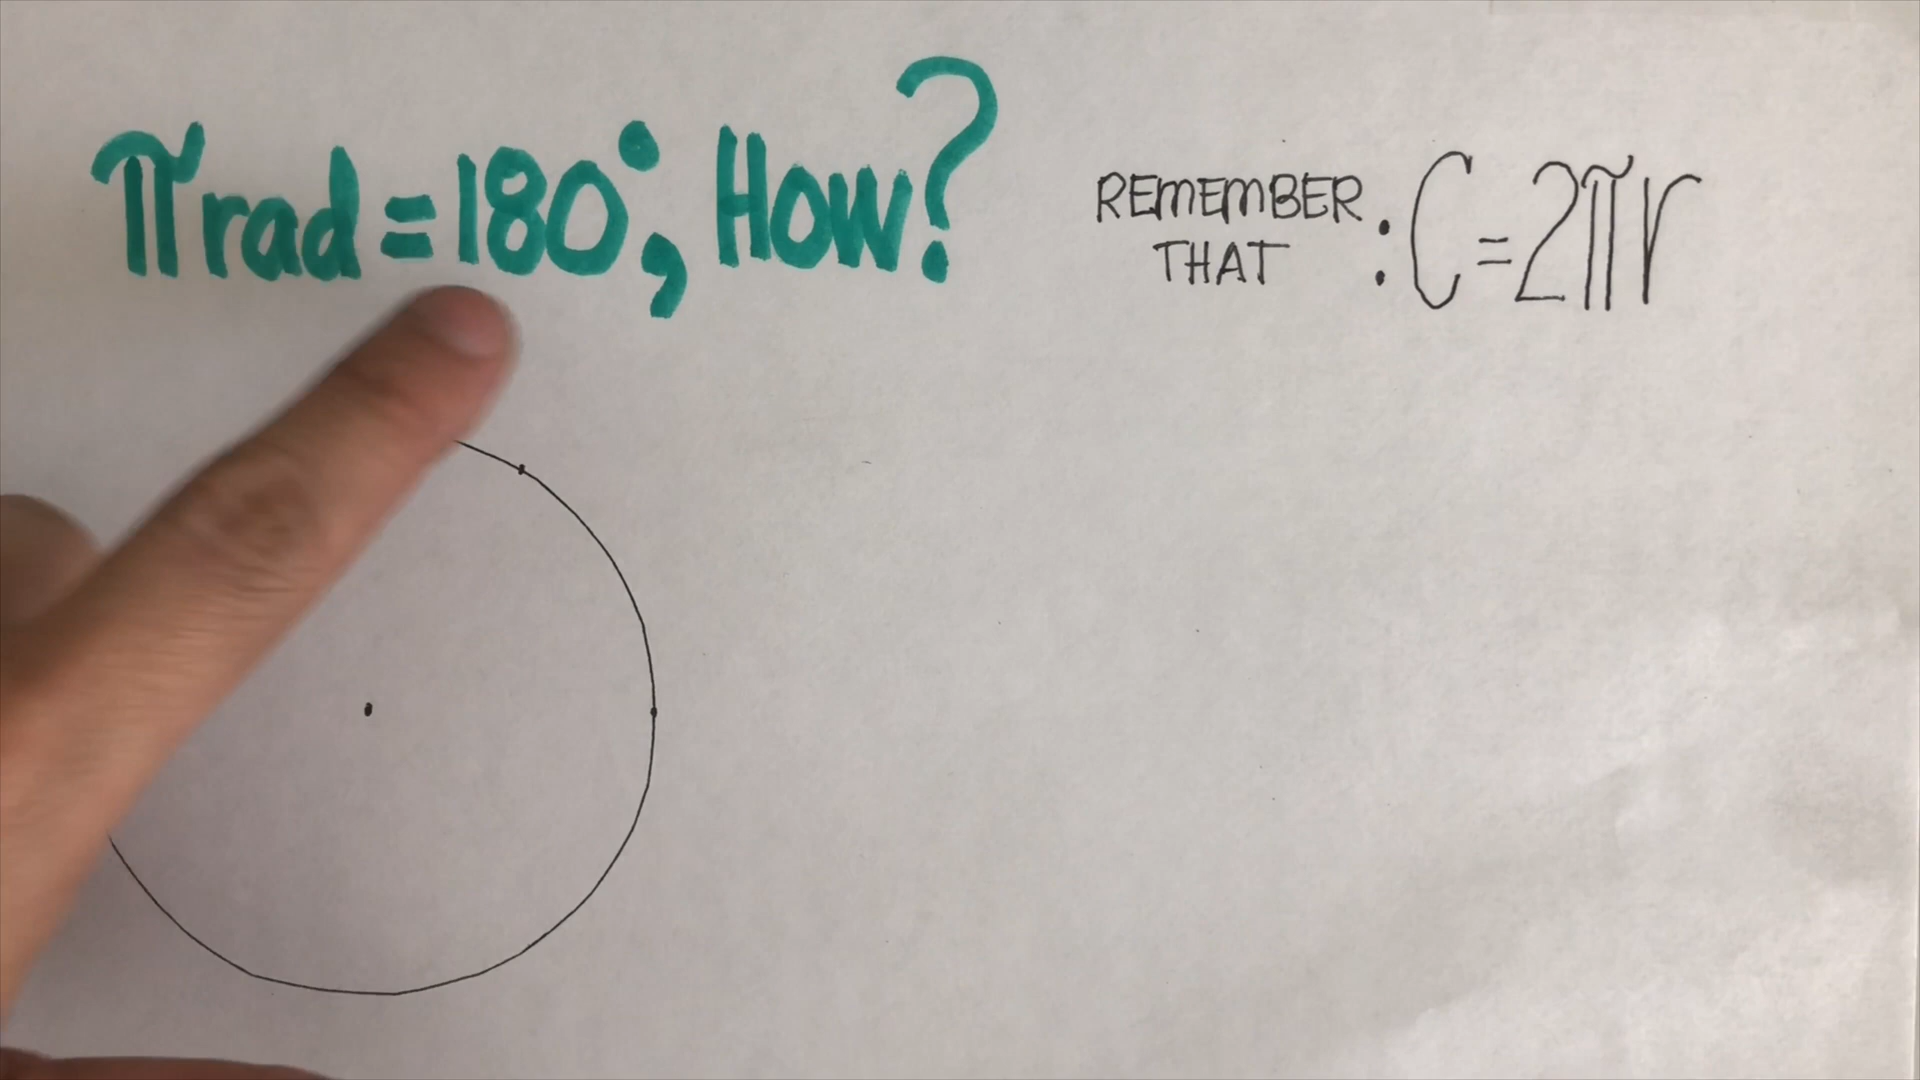 πrad=180°, How?
REMEMBER
THAT : C=2πr